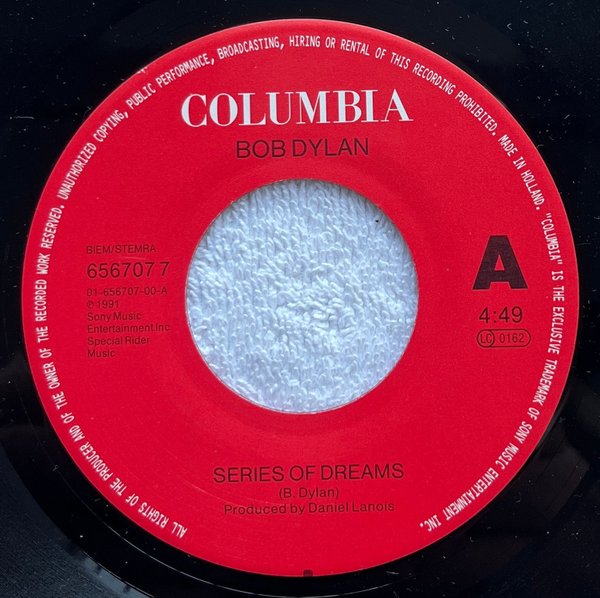 ALL RIGHTS OF THE PRODUCER AND OF THE OWNER OF THE RECORDED WORK RESERVED. UNAUTHORIZED COPYING, PUBLIC PERFORMANCE, BROADCASTING, HIRING OR RENTAL OF THIS RECORDING PROHIBITED. MADE IN HOLLAND. "COLUMBIA" IS THE EXCLUSIVE TRADEMARK OF SONY MUSIC ENTERTAINMENT INC.
COLUMBIA
BOB DYLAN
BIEM/STEMRA
656707 7
01-656707-00-A
℗ 1991
Sony Music
Entertainment Inc
Special Rider
Music
A
4:49
LC 0162
SERIES OF DREAMS
(B. Dylan)
Produced by Daniel Lanois